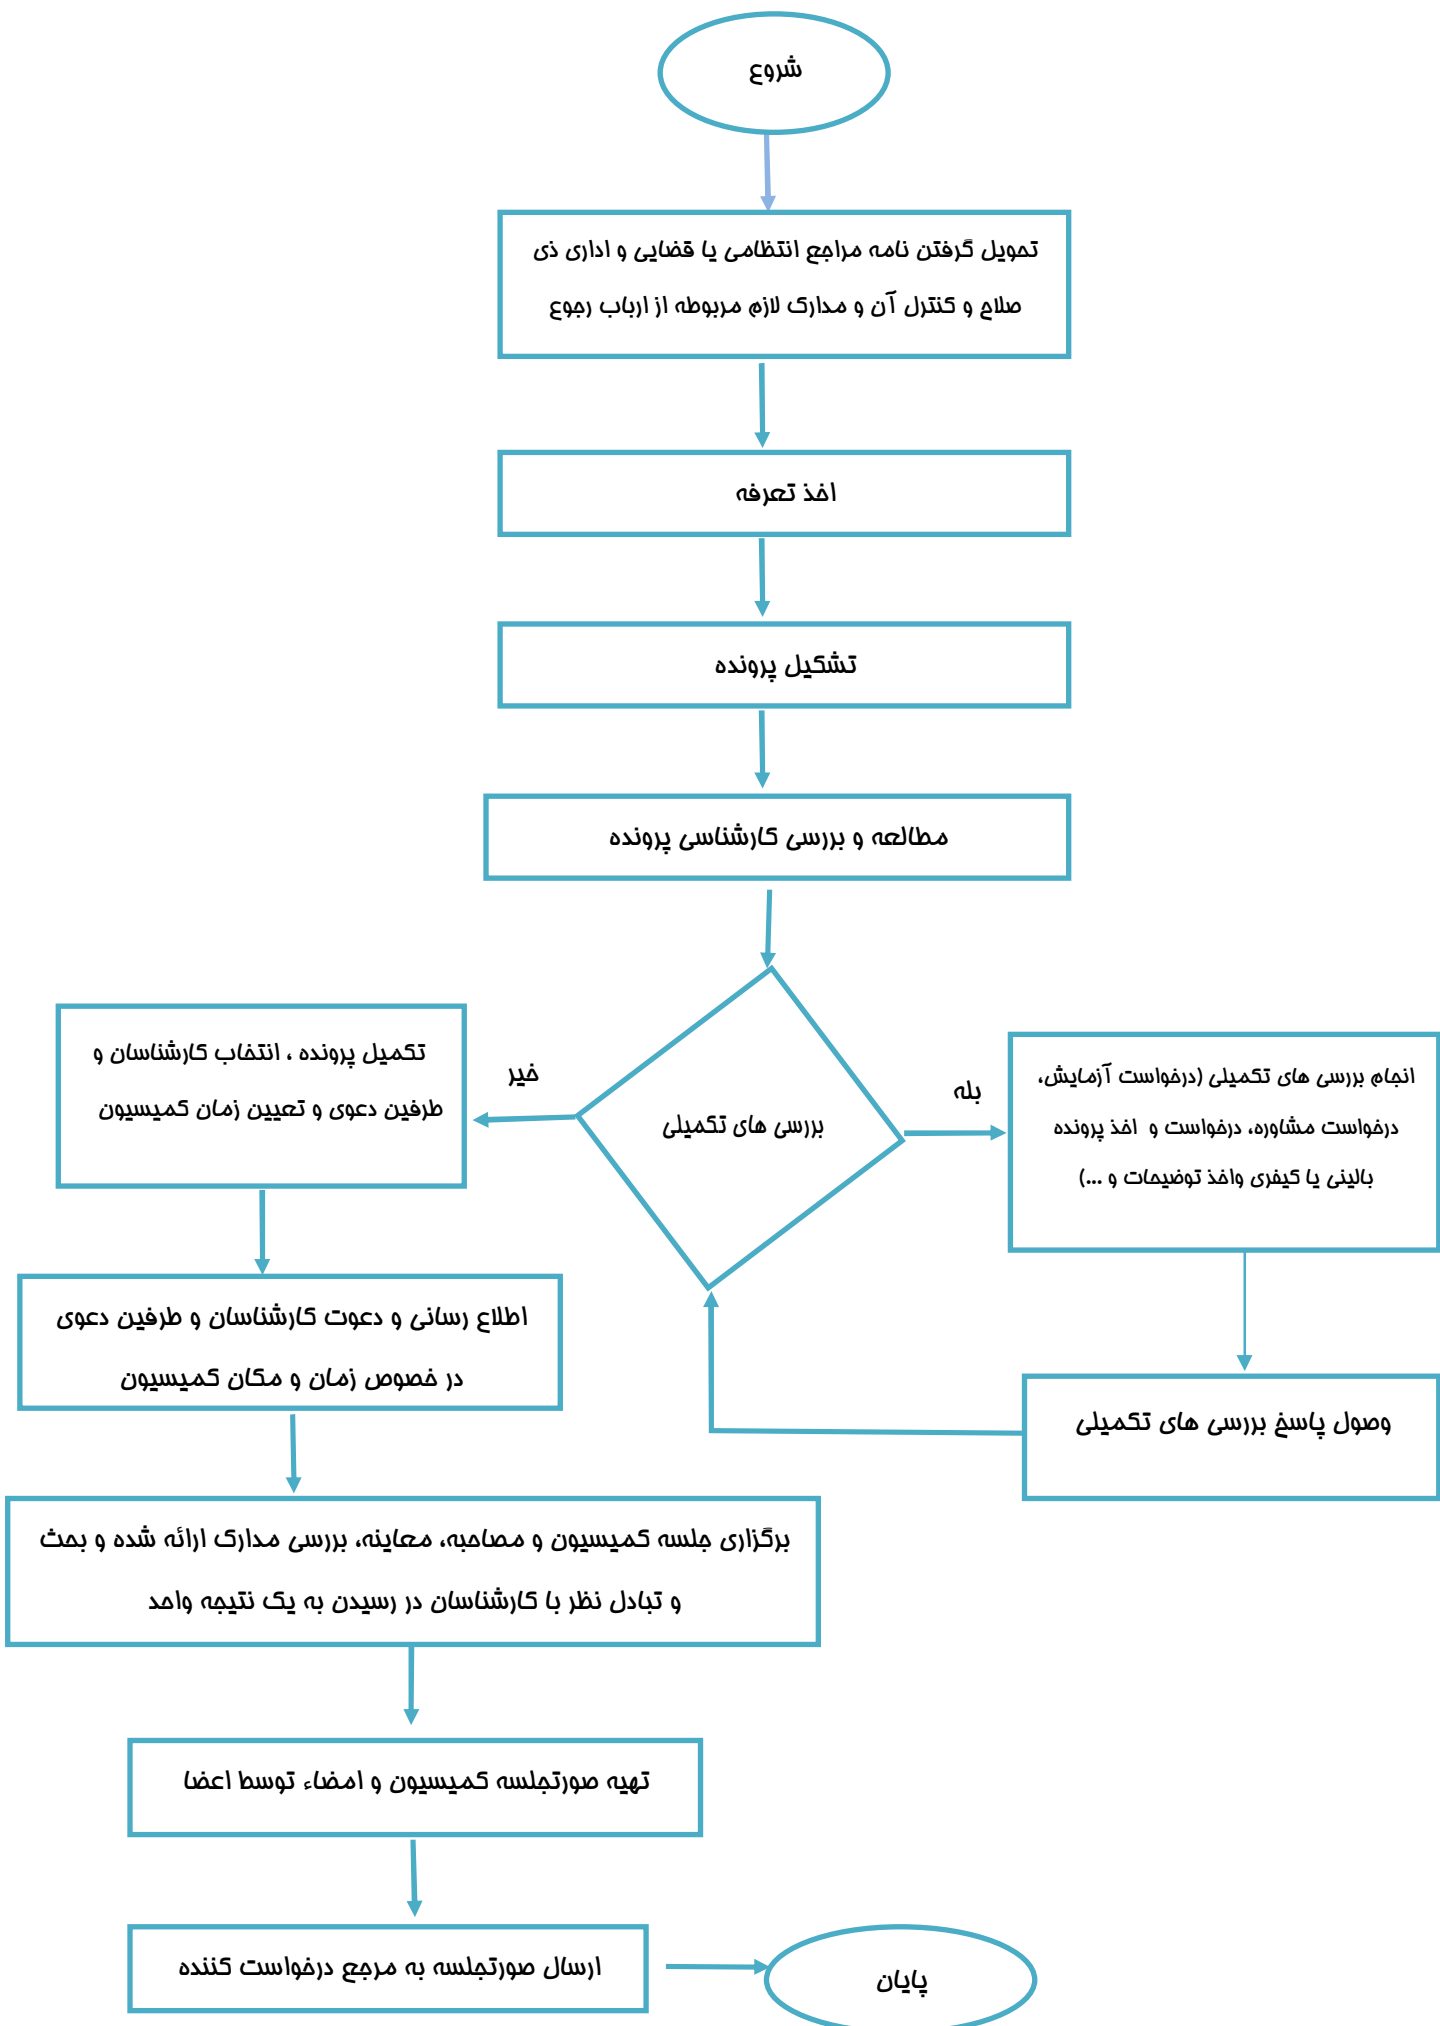 شروع
تحویل گرفتن نامه مراجع انتظامی یا قضایی و اداری ذی
صلاح و کنترل آن و مدارک لازم مربوطه از ارباب رجوع
اخذ تعرفه
تشکیل پرونده
مطالعه و بررسی کارشناسی پرونده
بررسی های تکمیلی
بله
انجام بررسی های تکمیلی (درخواست آزمایش،
درخواست مشاوره، درخواست و اخذ پرونده
بالینی یا کیفری واخذ توضیحات و ...)
وصول پاسخ بررسی های تکمیلی
خیر
تکمیل پرونده ، انتخاب کارشناسان و
طرفین دعوی و تعیین زمان کمیسیون
اطلاع رسانی و دعوت کارشناسان و طرفین دعوی
در خصوص زمان و مکان کمیسیون
برگزاری جلسه کمیسیون و مصاحبه، معاینه، بررسی مدارک ارائه شده و بحث
و تبادل نظر با کارشناسان در رسیدن به یک نتیجه واحد
تهیه صورتجلسه کمیسیون و امضاء توسط اعضا
ارسال صورتجلسه به مرجع درخواست کننده
پایان